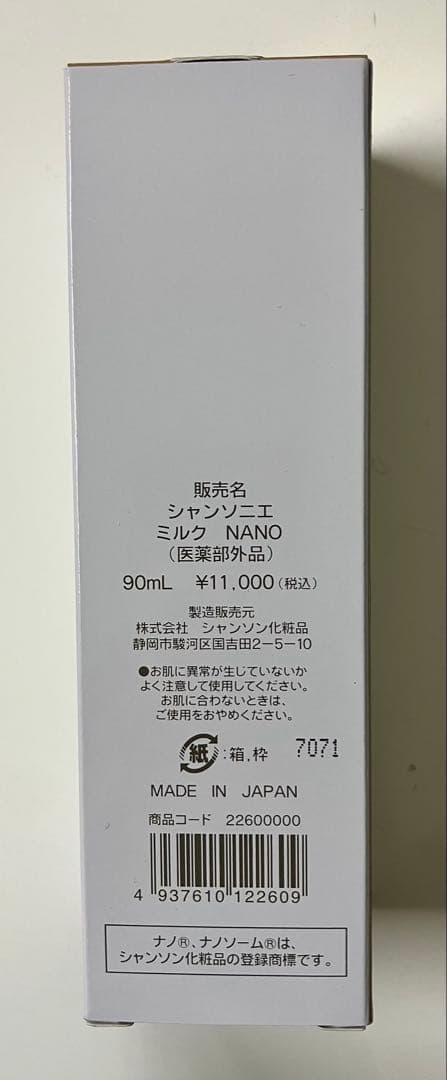 販売名
シャンソニエ
ミルク　NANO
（医薬部外品）
90mL　¥11,000（税込）
製造販売元
株式会社　シャンソン化粧品
静岡市駿河区国吉田2−5−10
●お肌に異常が生じていないか
よく注意して使用してください。
お肌に合わないときは、
ご使用をおやめください。
紙：箱，枠　7071
MADE IN JAPAN
商品コード　22600000
4 937610 122609
ナノ®、ナノソーム®は、
シャンソン化粧品の登録商標です。